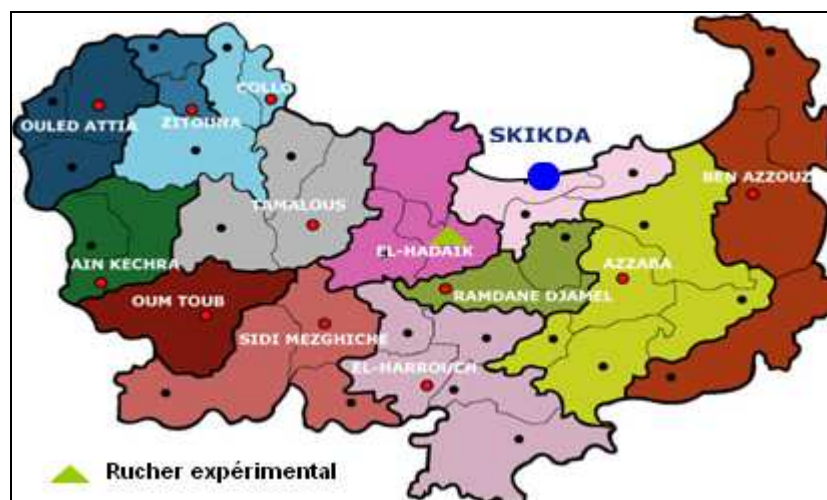 COLLO
OULED ATTIA
ZITOUNA
SKIKDA
BEN AZZOUZ
TAMALOUS
EL-HADAIK
AIN KECHRA
AZZABA
OUM TOUB
RAMDANE DJAMEL
SIDI MEZGHICHE
EL-HARROUCH
Rucher expérimental